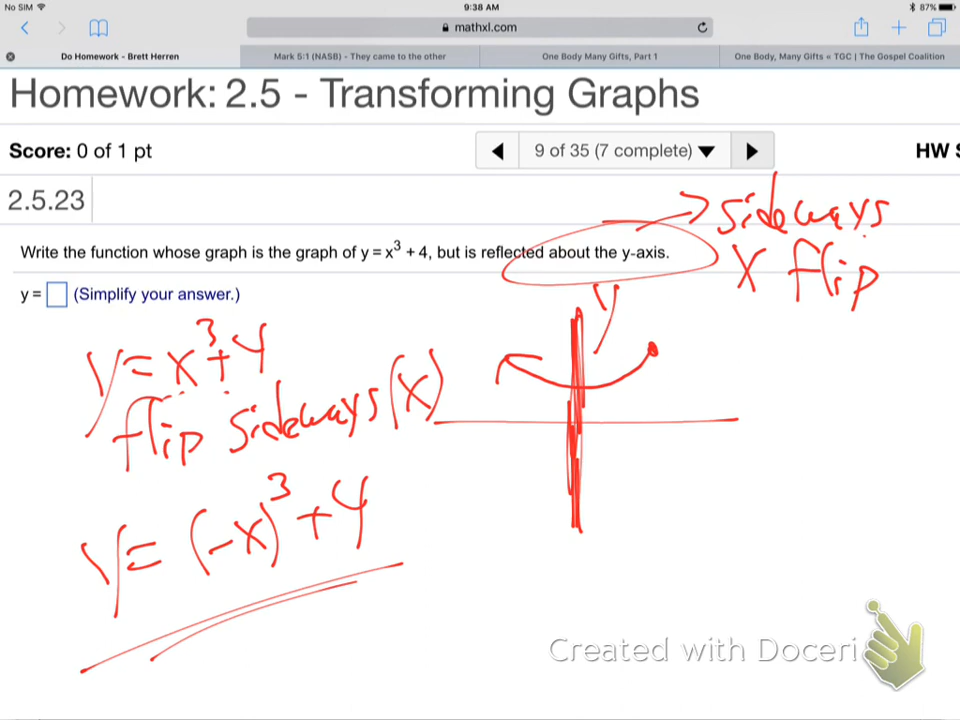 No SIM 9:38 AM 87%
mathxl.com
Do Homework - Brett Herren
Mark 5:1 (NASB) - They came to the other
One Body Many Gifts, Part 1
One Body, Many Gifts « TGC | The Gospel Coalition
Homework: 2.5 - Transforming Graphs
Score: 0 of 1 pt
9 of 35 (7 complete)
HW S
2.5.23
sideways
x flip
Write the function whose graph is the graph of y = x³ + 4, but is reflected about the y-axis.
y = (Simplify your answer.)
y
y = x³ + 4
flip sideways (x)
y = (-x)³ + 4
Created with Doceri